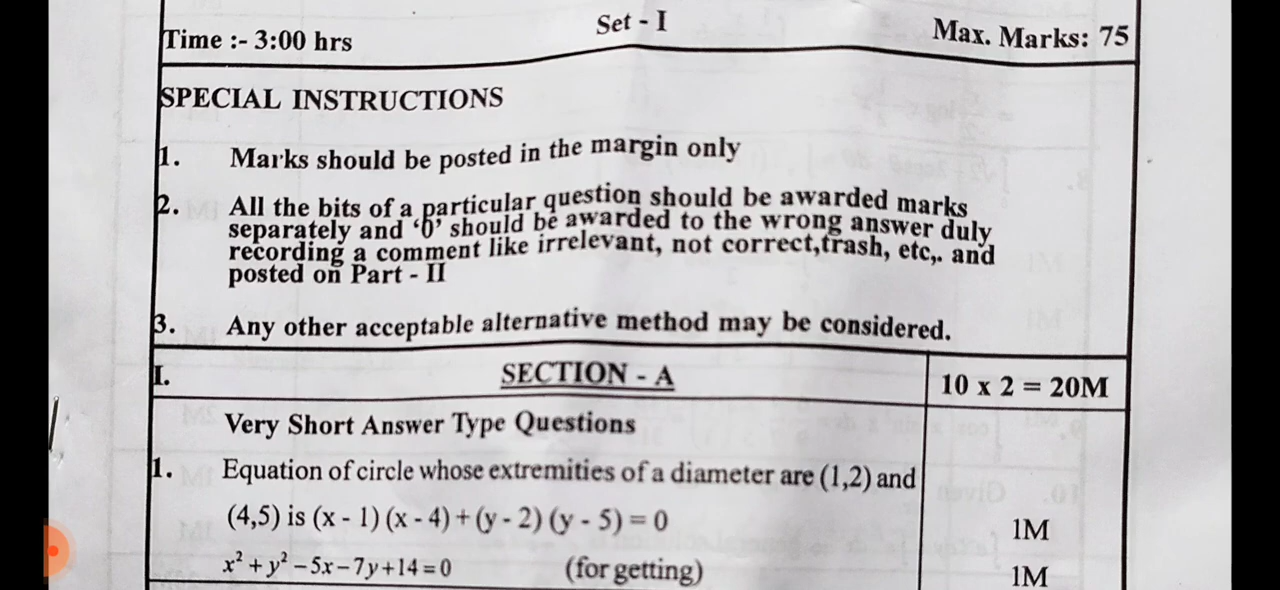 Time :- 3:00 hrs Set - I Max. Marks: 75
SPECIAL INSTRUCTIONS
1. Marks should be posted in the margin only
2. All the bits of a particular question should be awarded marks
separately and ‘0’ should be awarded to the wrong answer duly
recording a comment like irrelevant, not correct,trash, etc,. and
posted on Part - II
3. Any other acceptable alternative method may be considered.
I. SECTION - A 10 x 2 = 20M
Very Short Answer Type Questions
1. Equation of circle whose extremities of a diameter are (1,2) and
(4,5) is (x - 1) (x - 4) + (y - 2) (y - 5) = 0 1M
x² + y² – 5x – 7y + 14 = 0 (for getting) 1M